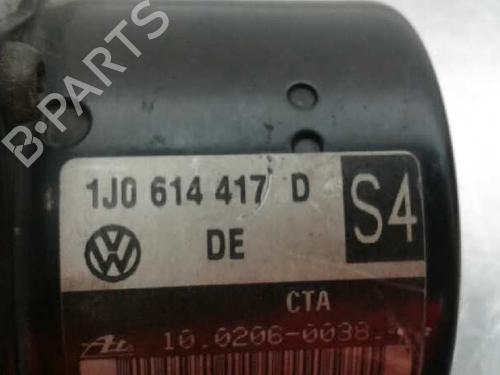 B-PARTS
1J0 614 417 D
S4
DE
CTA
10.0206-0038.